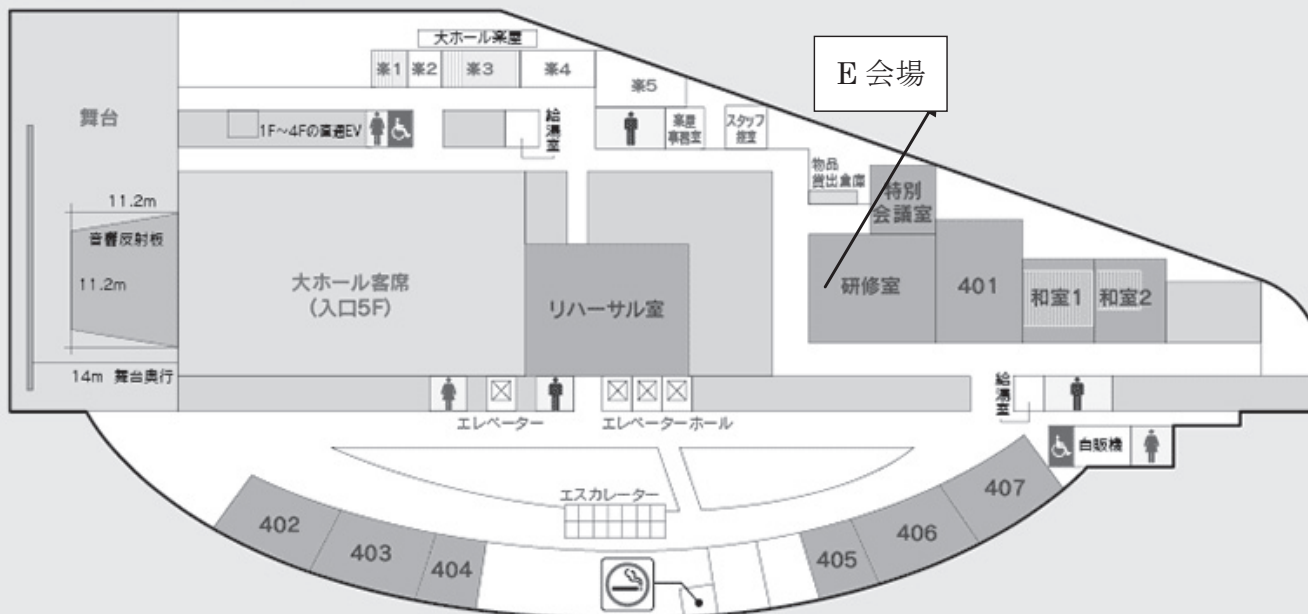 大ホール楽屋
E 会場
楽1
楽2
楽3
楽4
楽5
舞台
1F～4Fの直通EV
給湯室
楽屋
事務室
スタッフ
控室
物品
貸出倉庫
特別
会議室
11.2m
音響反射板
11.2m
大ホール客席
(入口5F)
リハーサル室
研修室
401
和室1
和室2
14m 舞台奥行
給湯室
エレベーター
エレベーターホール
自販機
エスカレーター
402
403
404
405
406
407